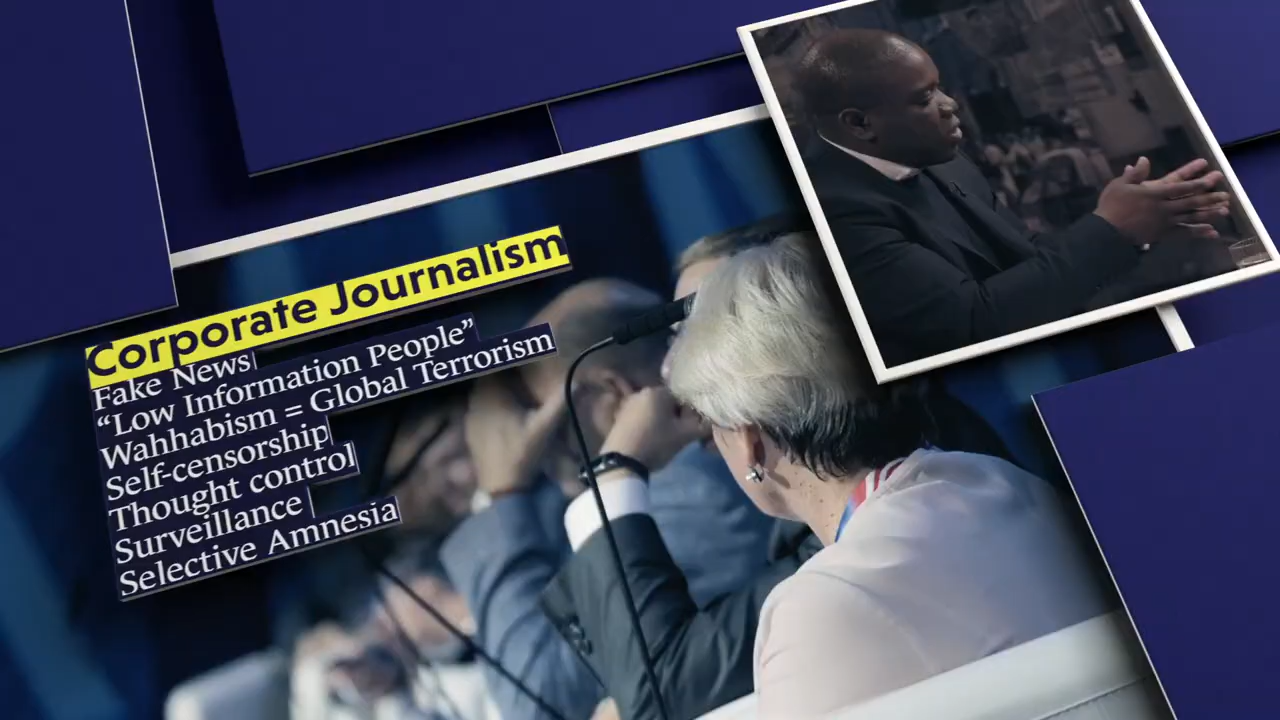 Corporate Journalism
Fake News
“Low Information People”
Wahhabism = Global Terrorism
Self-censorship
Thought control
Surveillance
Selective Amnesia